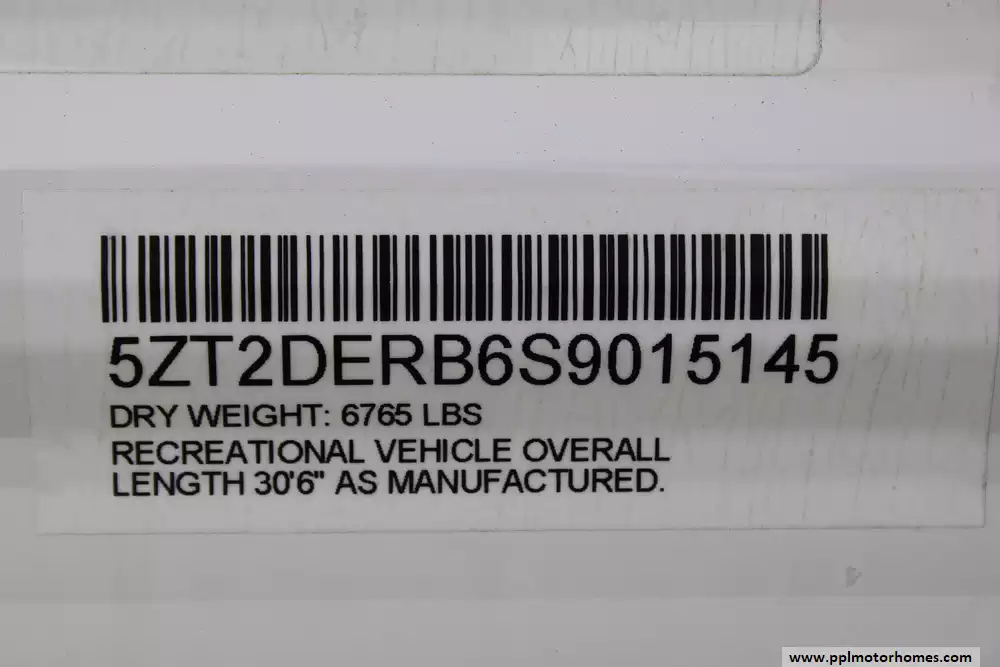 5ZT2DERB6S9015145
DRY WEIGHT: 6765 LBS
RECREATIONAL VEHICLE OVERALL
LENGTH 30'6" AS MANUFACTURED.
www.pplmotorhomes.com